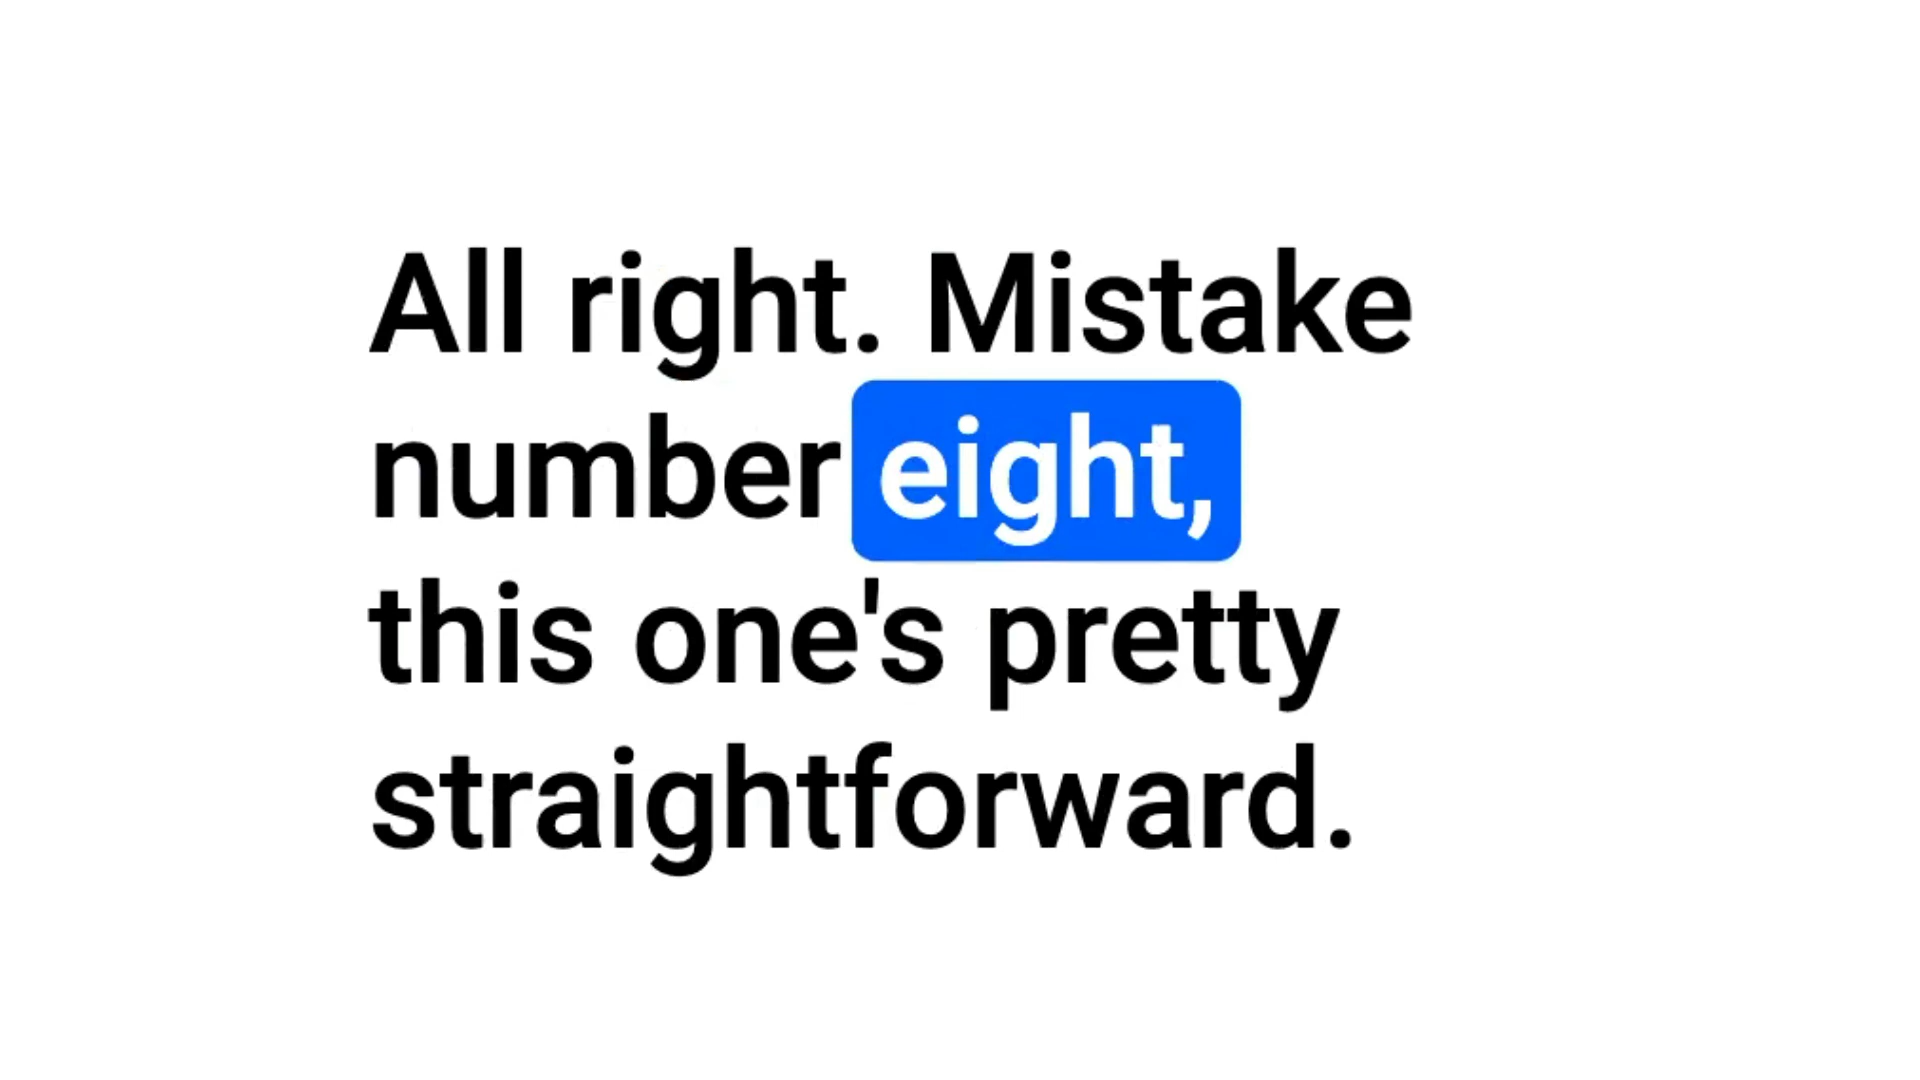 All right. Mistake
number eight,
this one's pretty
straightforward.